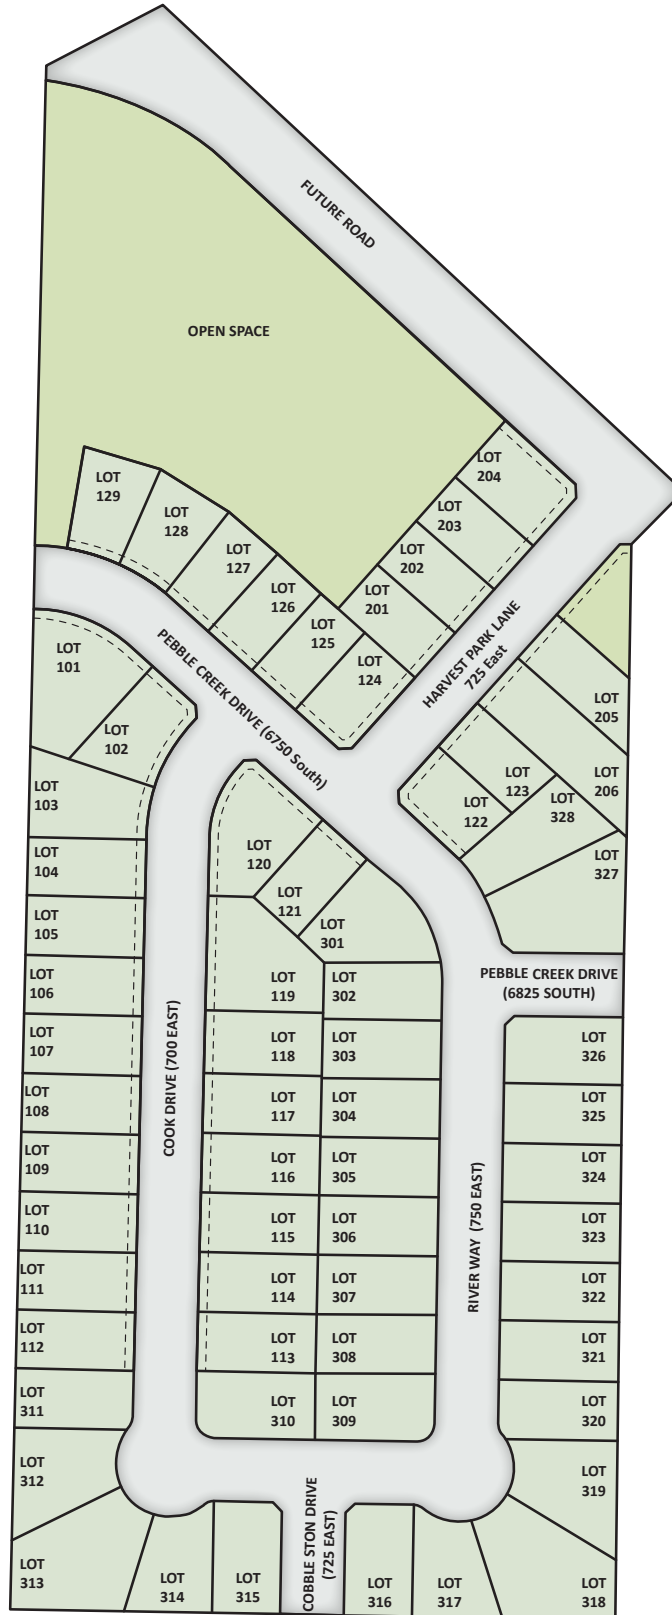 FUTURE ROAD
OPEN SPACE
LOT
204
LOT
129
LOT
203
LOT
128
LOT
127
LOT
202
LOT
126
LOT
201
LOT
125
LOT
124
HARVEST PARK LANE
725 East
PEBBLE CREEK DRIVE (6750 South)
LOT
101
LOT
102
LOT
205
LOT
103
LOT
206
LOT
123
LOT
122
LOT
328
LOT
104
LOT
120
LOT
327
LOT
121
LOT
105
LOT
301
LOT
106
LOT
119
LOT
302
PEBBLE CREEK DRIVE
(6825 SOUTH)
LOT
107
LOT
118
LOT
303
LOT
326
LOT
108
LOT
117
LOT
304
LOT
325
COOK DRIVE (700 EAST)
LOT
109
LOT
116
LOT
305
LOT
324
LOT
110
LOT
115
LOT
306
LOT
323
RIVER WAY (750 EAST)
LOT
111
LOT
114
LOT
307
LOT
322
LOT
112
LOT
113
LOT
308
LOT
321
LOT
311
LOT
310
LOT
309
LOT
320
LOT
312
LOT
319
COBBLE STON DRIVE
(725 EAST)
LOT
313
LOT
314
LOT
315
LOT
316
LOT
317
LOT
318